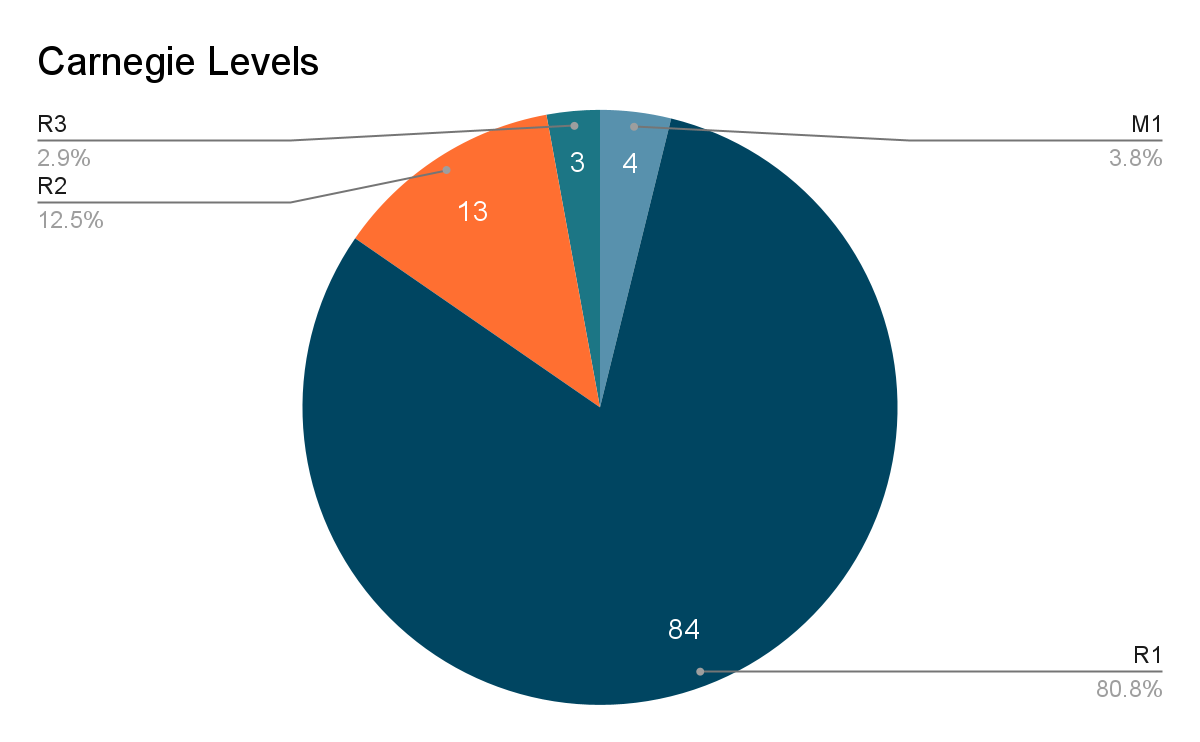 Carnegie Levels
R3
2.9%
R2
12.5%
M1
3.8%
3
4
13
84
R1
80.8%